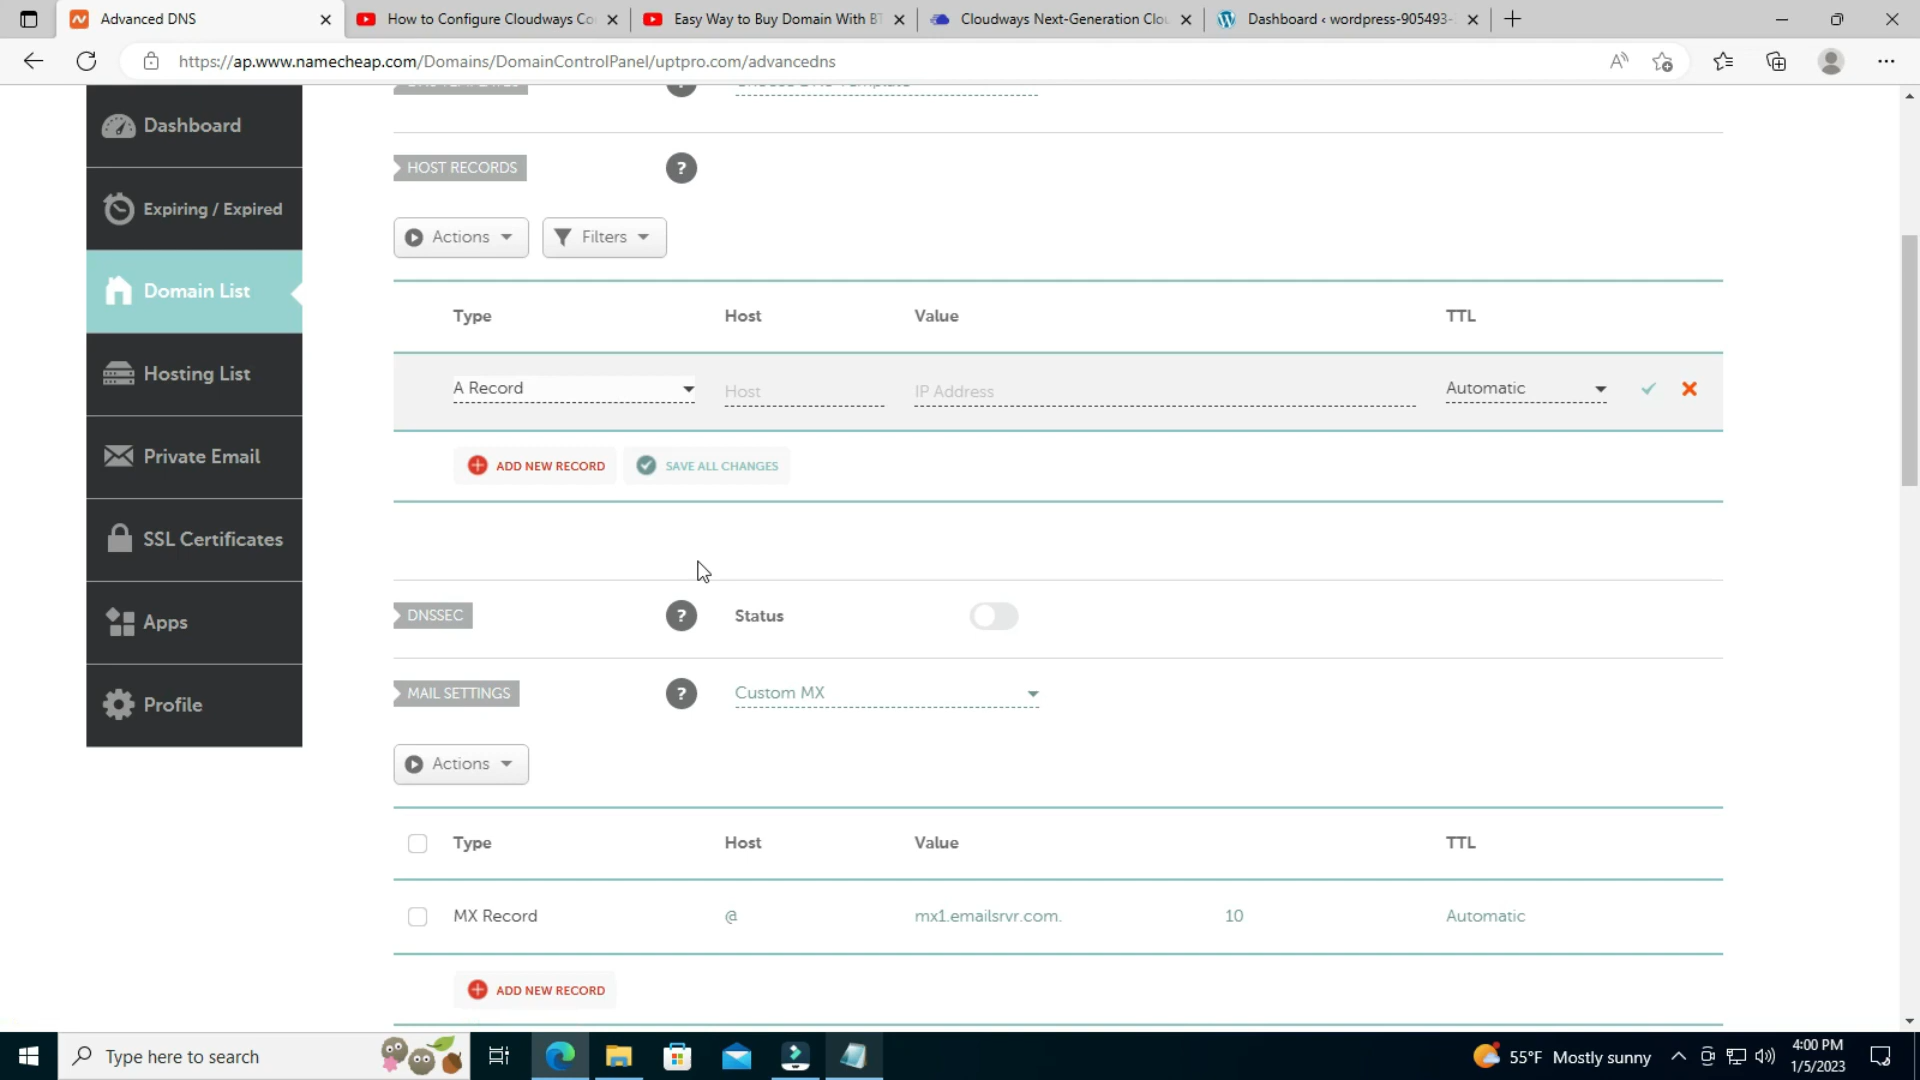 Advanced DNS
How to Configure Cloudways Co
Easy Way to Buy Domain With BT
Cloudways Next-Generation Clou
Dashboard ‹ wordpress-905493-
https://ap.www.namecheap.com/Domains/DomainControlPanel/uptpro.com/advancedns
Dashboard
Expiring / Expired
Domain List
Hosting List
Private Email
SSL Certificates
Apps
Profile
HOST RECORDS ?
Actions Filters
Type Host Value TTL
A Record Host IP Address Automatic
ADD NEW RECORD SAVE ALL CHANGES
DNSSEC ? Status
MAIL SETTINGS ? Custom MX
Actions
Type Host Value TTL
MX Record @ mx1.emailsrvr.com. 10 Automatic
ADD NEW RECORD
Type here to search
55°F Mostly sunny
4:00 PM
1/5/2023